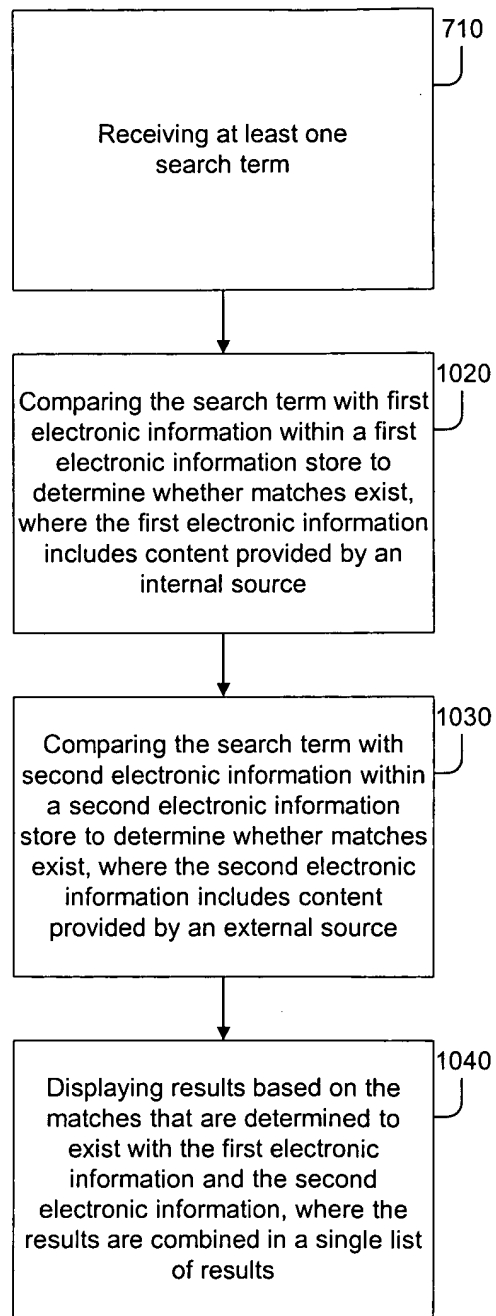 710
Receiving at least one
search term
1020
Comparing the search term with first
electronic information within a first
electronic information store to
determine whether matches exist,
where the first electronic information
includes content provided by an
internal source
1030
Comparing the search term with
second electronic information within
a second electronic information
store to determine whether matches
exist, where the second electronic
information includes content
provided by an external source
1040
Displaying results based on the
matches that are determined to
exist with the first electronic
information and the second
electronic information, where the
results are combined in a single list
of results